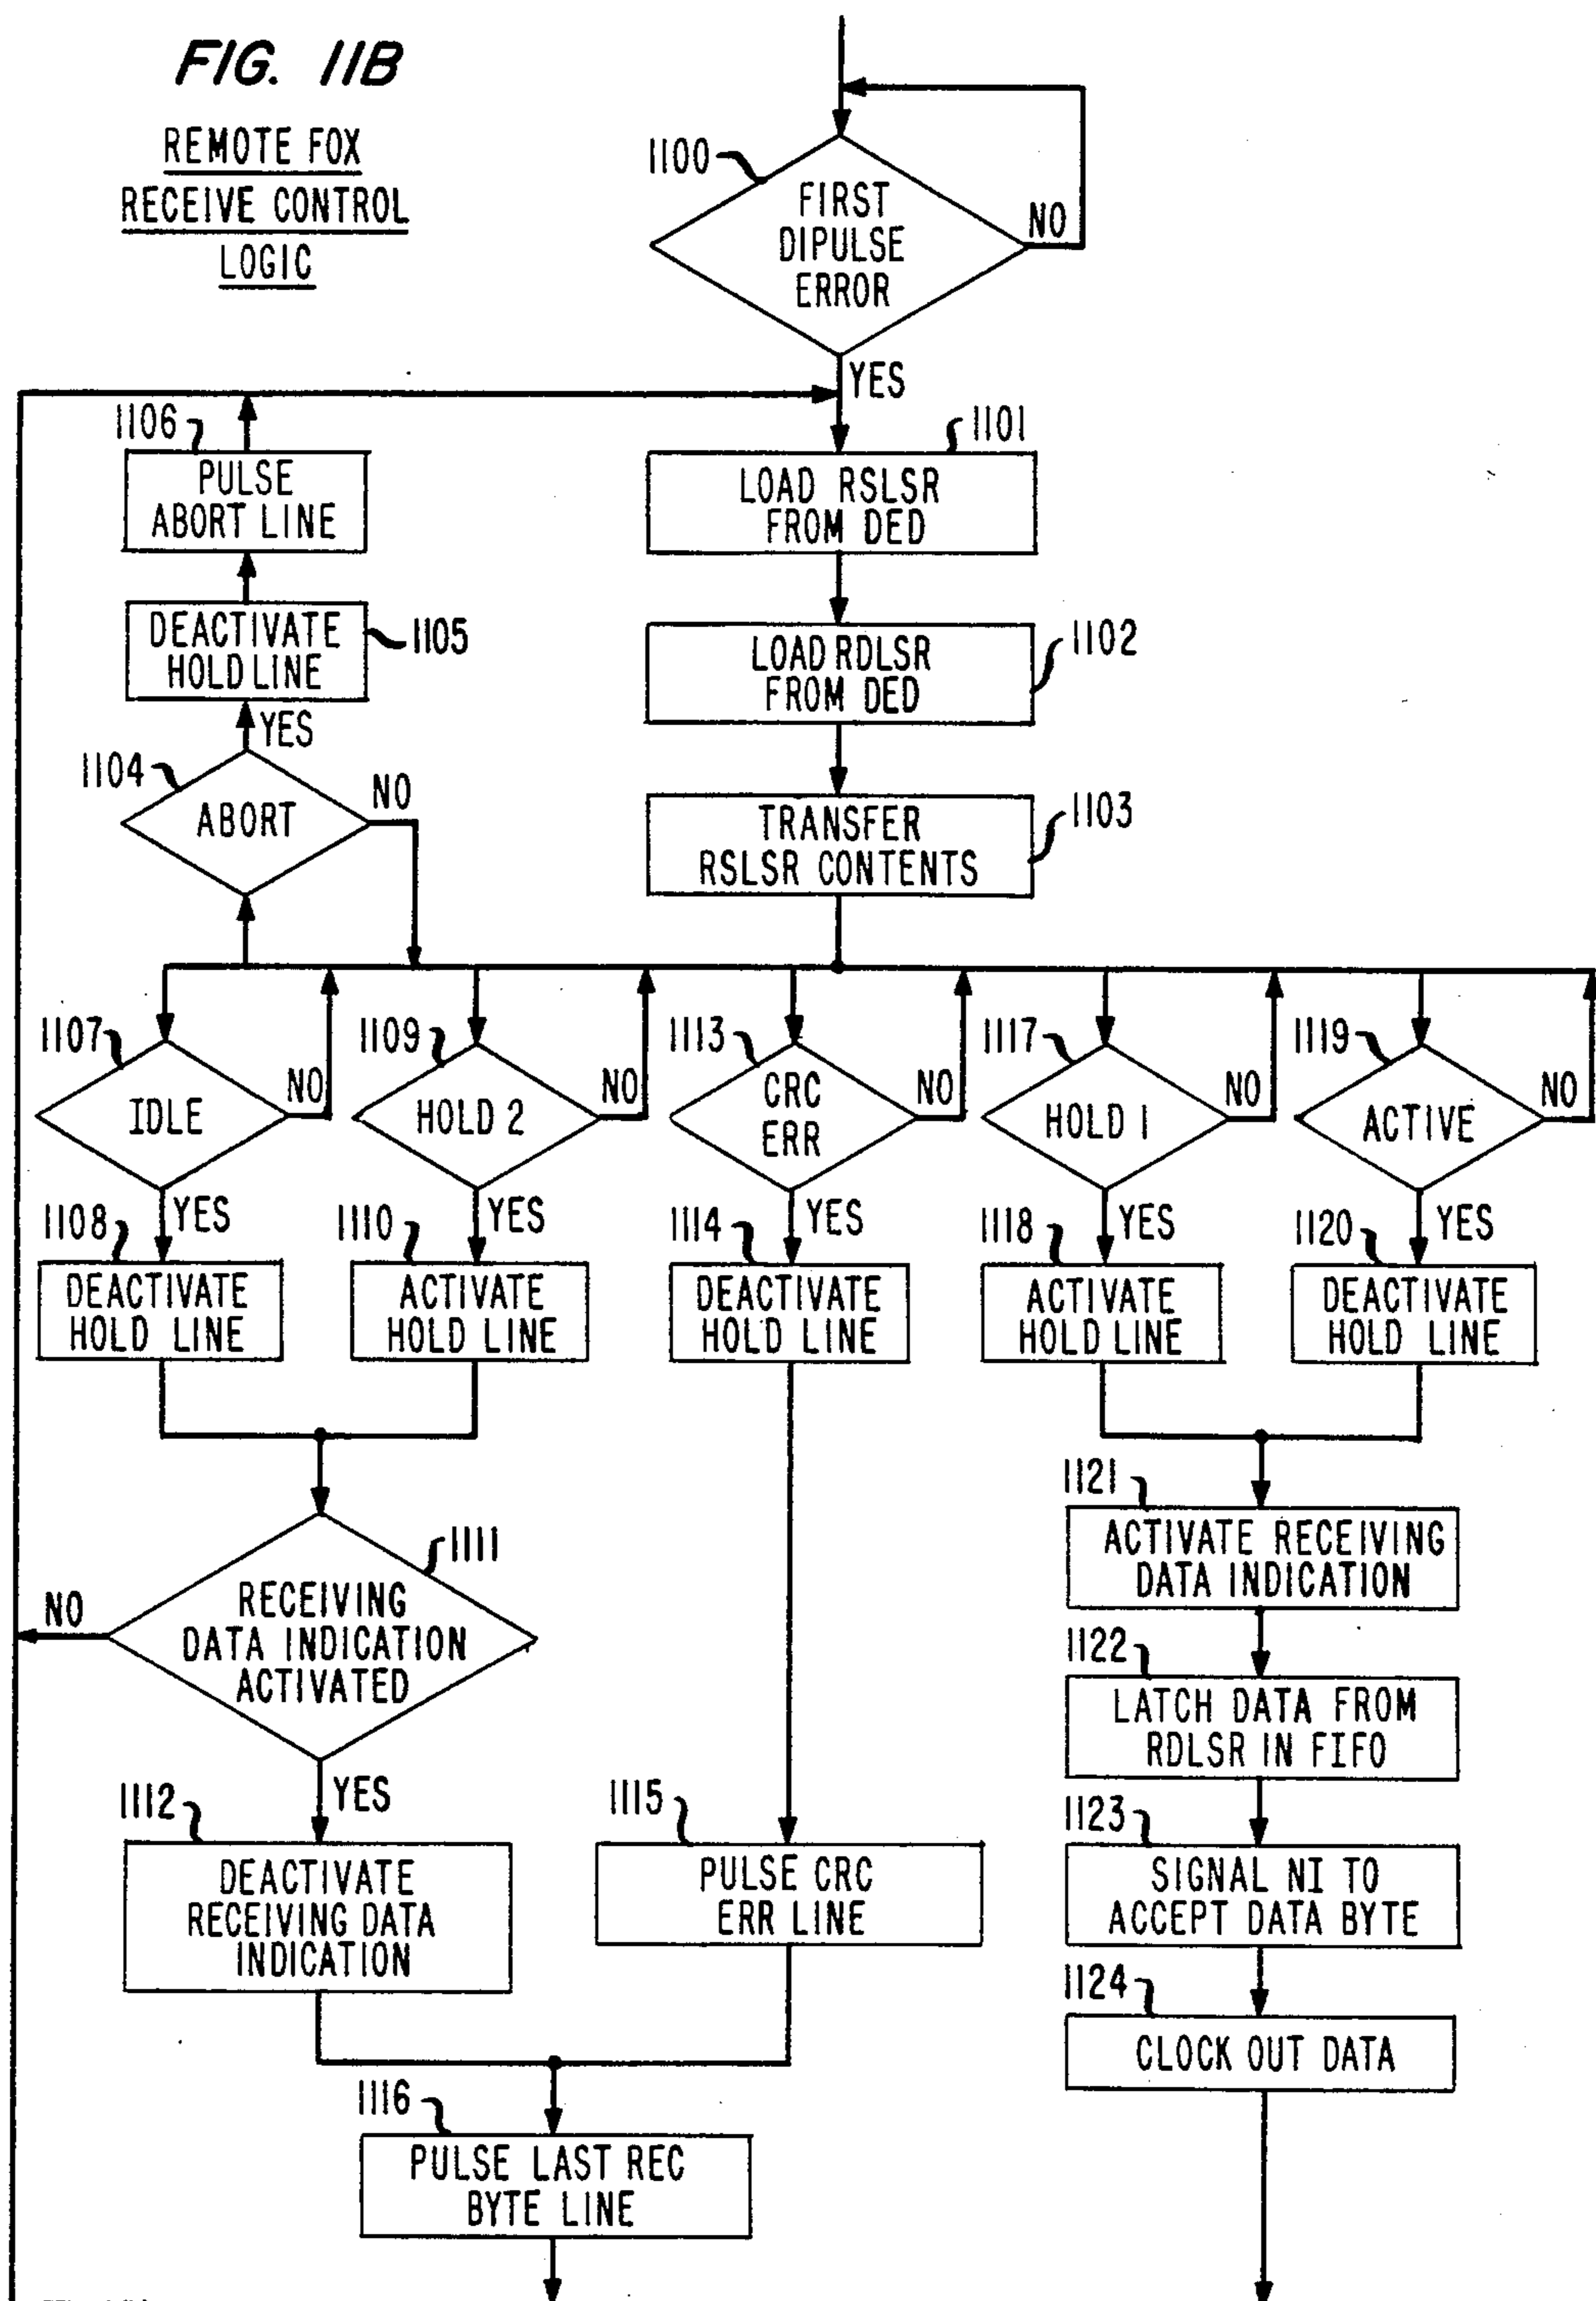 FIG. 11B
REMOTE FOX
RECEIVE CONTROL
LOGIC
1100
FIRST
DIPULSE
ERROR
NO
YES
1106
PULSE
ABORT LINE
1101
LOAD RSLSR
FROM DED
1105
DEACTIVATE
HOLD LINE
1102
LOAD RDLSR
FROM DED
YES
1104
ABORT
NO
1103
TRANSFER
RSLSR CONTENTS
1107
IDLE
NO
1109
HOLD 2
NO
1113
CRC
ERR
NO
1117
HOLD 1
NO
1119
ACTIVE
NO
YES
1108
DEACTIVATE
HOLD LINE
YES
1110
ACTIVATE
HOLD LINE
YES
1114
DEACTIVATE
HOLD LINE
YES
1118
ACTIVATE
HOLD LINE
YES
1120
DEACTIVATE
HOLD LINE
1111
RECEIVING
DATA INDICATION
ACTIVATED
NO
YES
1121
ACTIVATE RECEIVING
DATA INDICATION
1122
LATCH DATA FROM
RDLSR IN FIFO
1112
DEACTIVATE
RECEIVING DATA
INDICATION
1115
PULSE CRC
ERR LINE
1123
SIGNAL NI TO
ACCEPT DATA BYTE
1124
CLOCK OUT DATA
1116
PULSE LAST REC
BYTE LINE